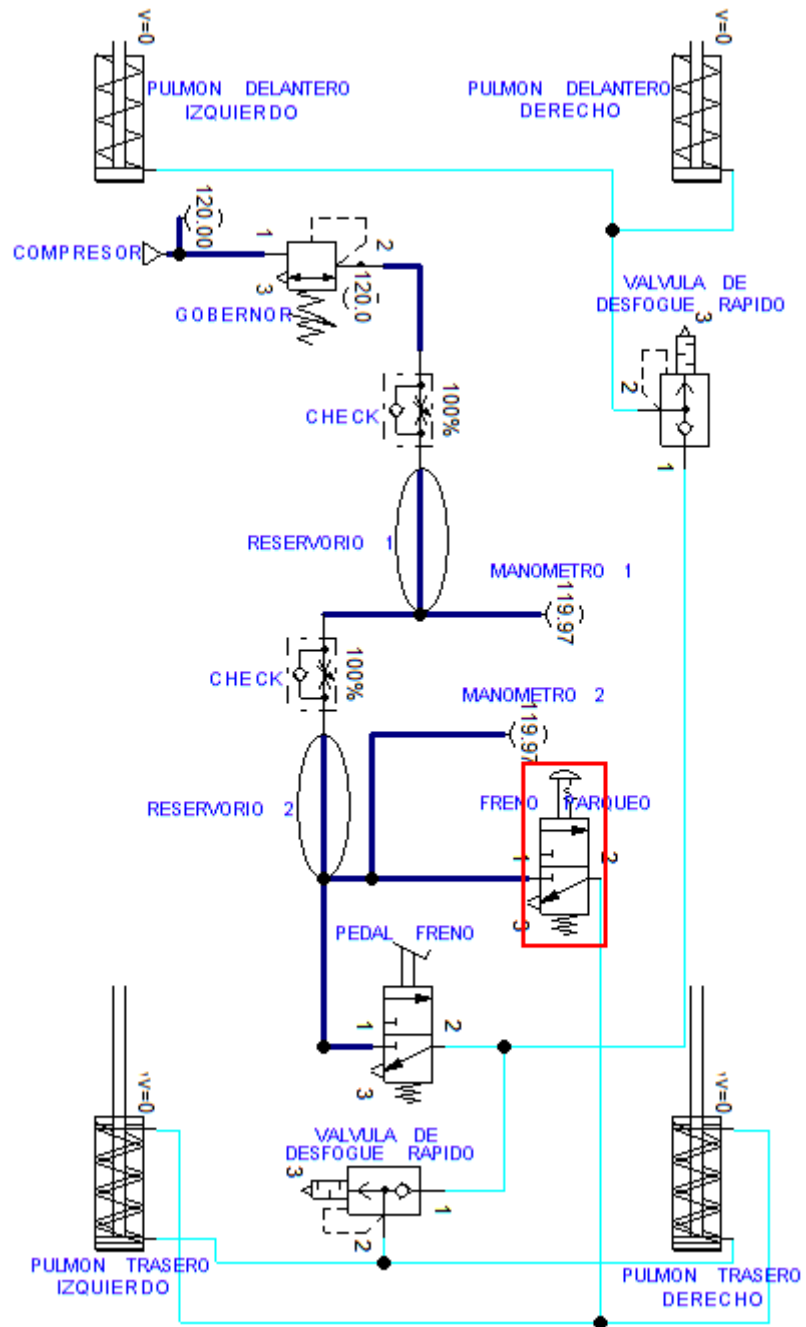 v=0
v=0
PULMON DELANTERO
IZQUIERDO
PULMON DELANTERO
DERECHO
120.00
1
2
COMPRESOR
3
120.0
GOBERNOR
VALVULA DE
DESFOGUE RAPIDO
3
2
1
100%
CHECK
RESERVORIO 1
MANOMETRO 1
119.97
100%
CHECK
MANOMETRO 2
119.97
RESERVORIO 2
FRENO PARQUEO
1
2
3
PEDAL FRENO
1
2
3
v=0
v=0
VALVULA DE
DESFOGUE RAPIDO
3
1
2
PULMON TRASERO
IZQUIERDO
PULMON TRASERO
DERECHO